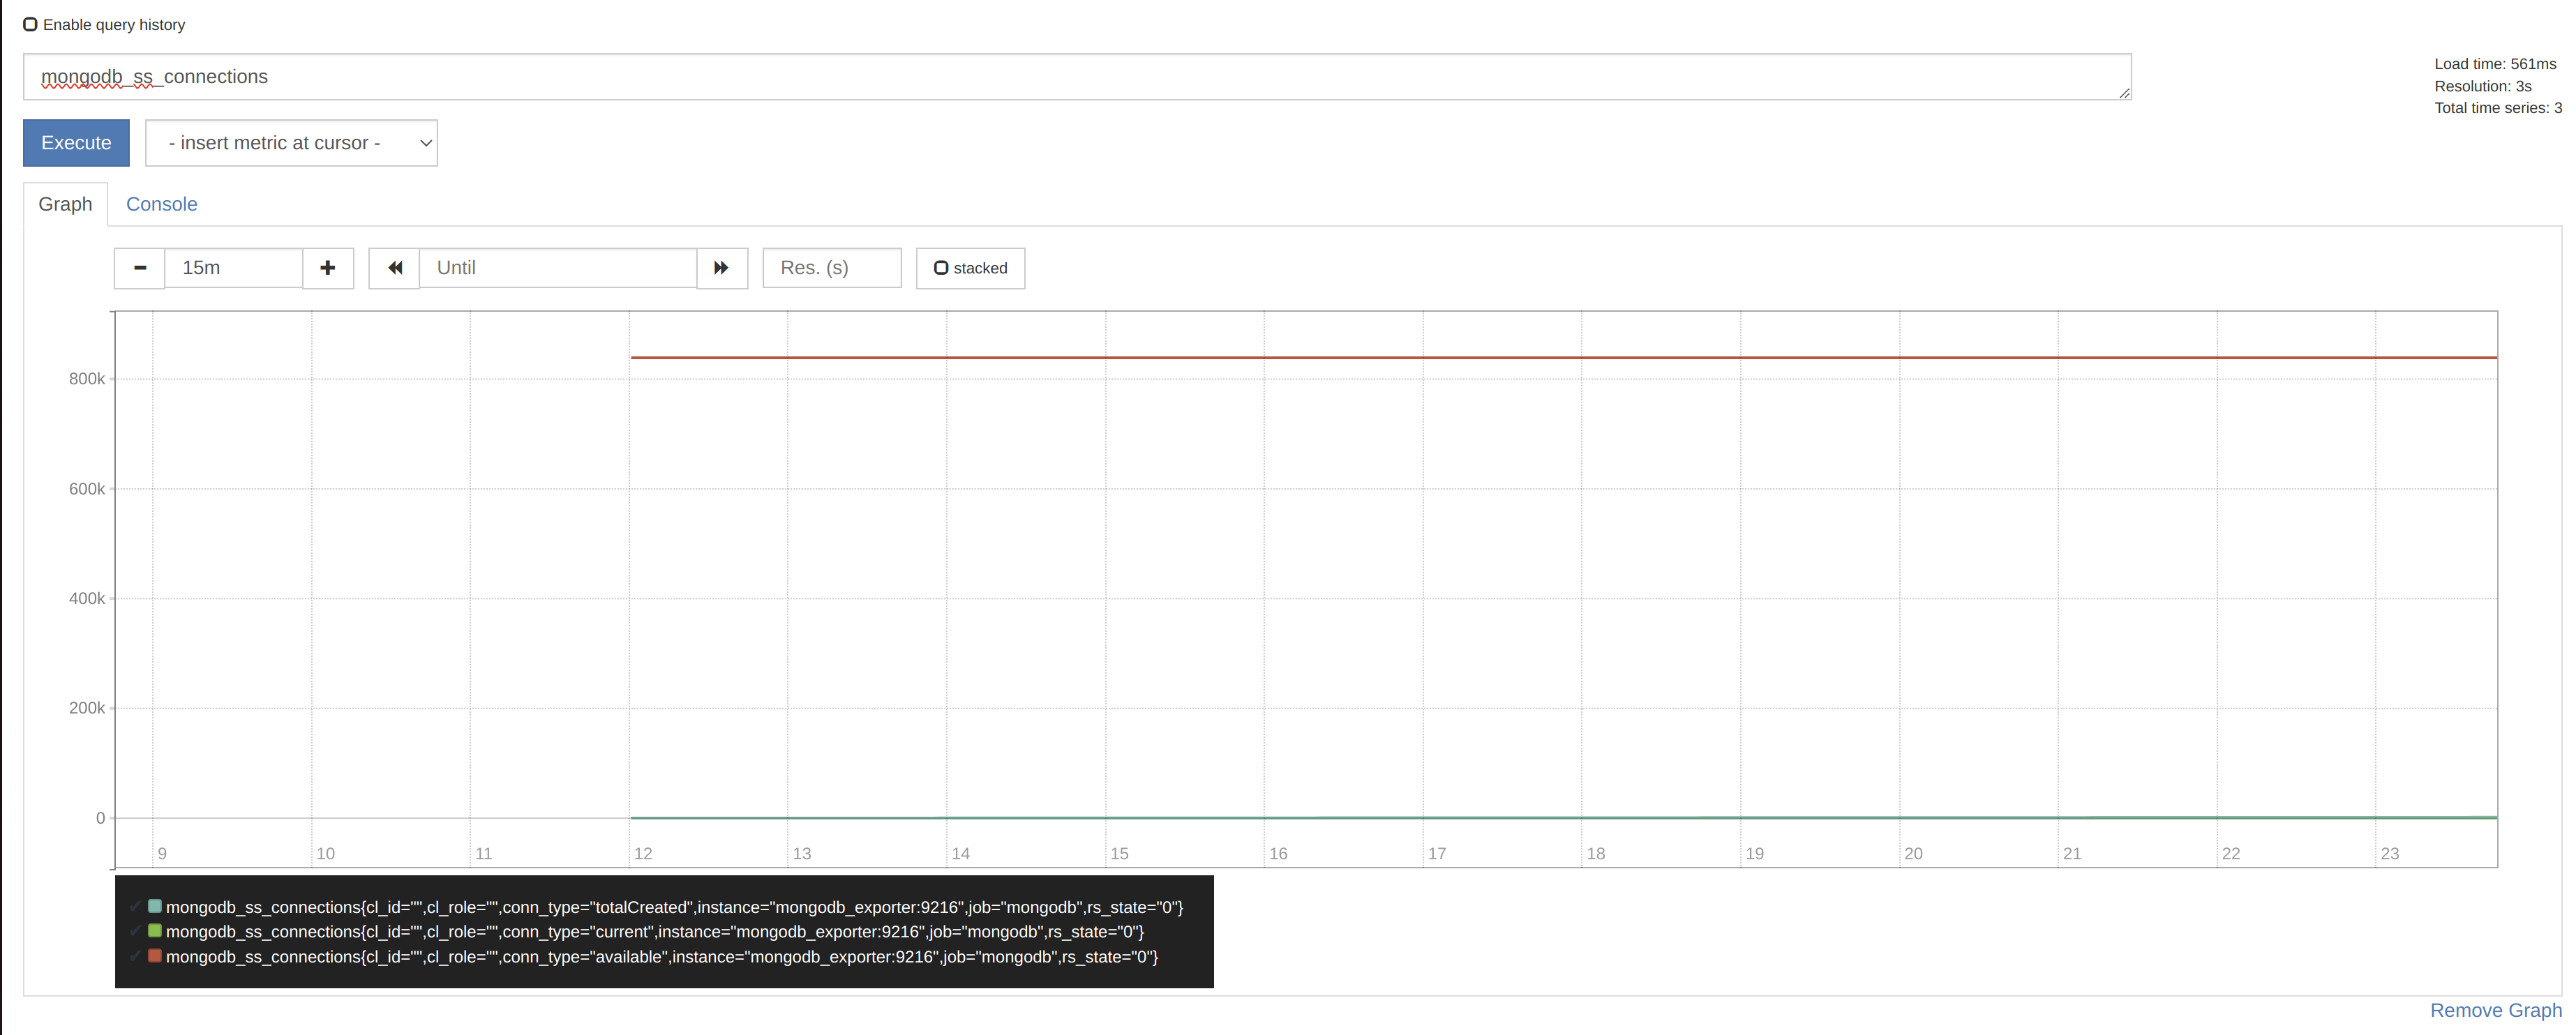 Enable query history
mongodb_ss_connections
Load time: 561ms
Resolution: 3s
Total time series: 3
Execute
- insert metric at cursor -
Graph
Console
15m
Until
Res. (s)
stacked
800k
600k
400k
200k
0
9 10 11 12 13 14 15 16 17 18 19 20 21 22 23
mongodb_ss_connections{cl_id="",cl_role="",conn_type="totalCreated",instance="mongodb_exporter:9216",job="mongodb",rs_state="0"}
mongodb_ss_connections{cl_id="",cl_role="",conn_type="current",instance="mongodb_exporter:9216",job="mongodb",rs_state="0"}
mongodb_ss_connections{cl_id="",cl_role="",conn_type="available",instance="mongodb_exporter:9216",job="mongodb",rs_state="0"}
Remove Graph